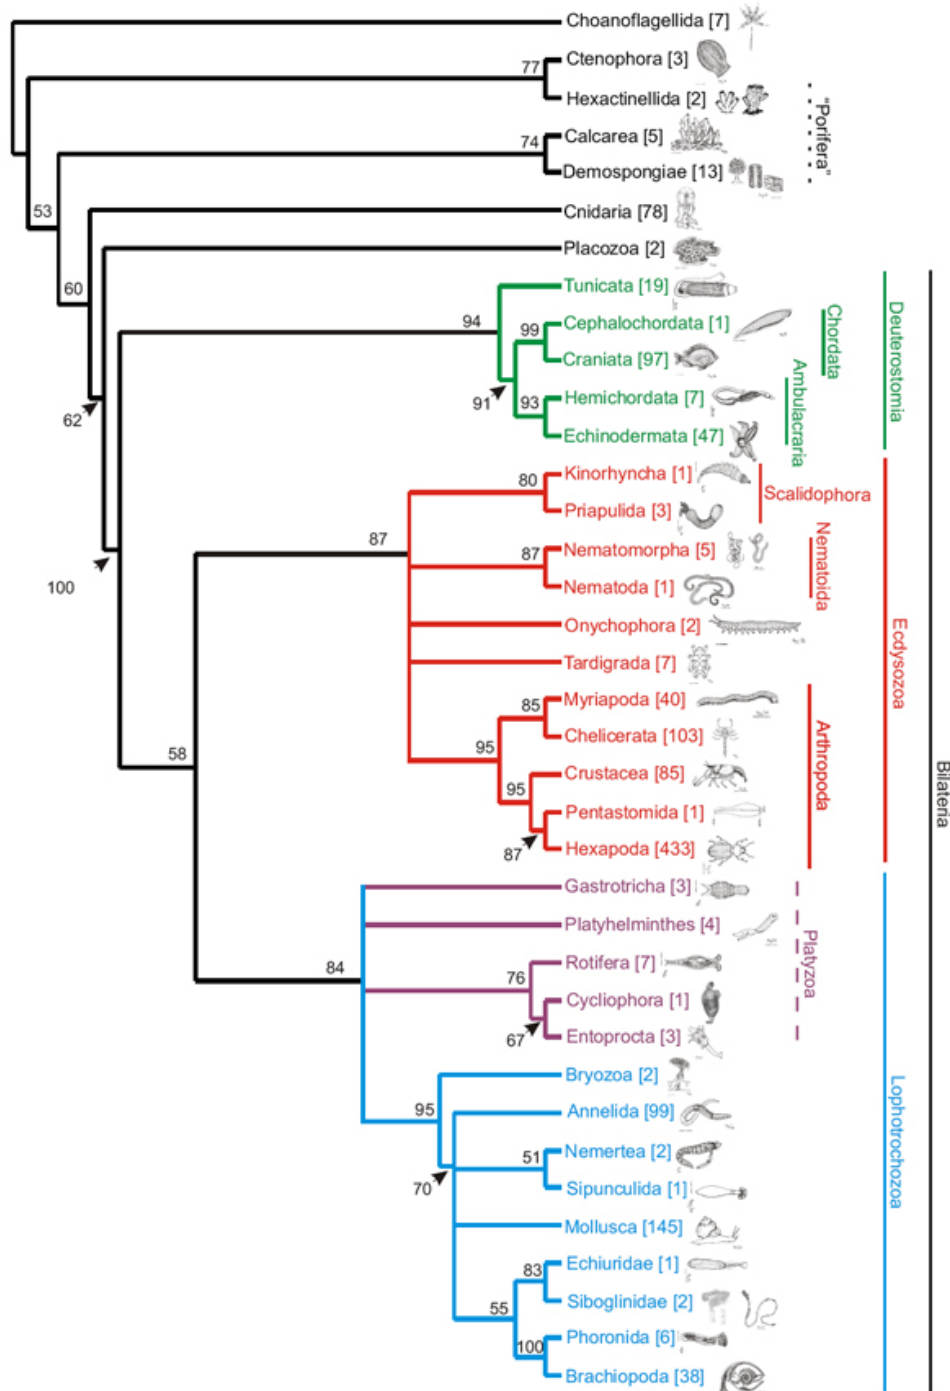 Choanoflagellida [7]
77
Ctenophora [3]
Hexactinellida [2]
"Porifera"
74
Calcarea [5]
Demospongiae [13]
53
Cnidaria [78]
Placozoa [2]
60
Tunicata [19]
94
99
Cephalochordata [1]
Craniata [97]
Chordata
Deuterostomia
62
91
93
Hemichordata [7]
Echinodermata [47]
Ambulacraria
80
Kinorhyncha [1]
Priapulida [3]
Scalidophora
87
87
Nematomorpha [5]
Nematoda [1]
Nematoida
100
Onychophora [2]
Tardigrada [7]
Ecdysozoa
85
Myriapoda [40]
Chelicerata [103]
58
95
95
Crustacea [85]
Pentastomida [1]
87
Hexapoda [433]
Arthropoda
Bilateria
Gastrotricha [3]
Platyhelminthes [4]
84
76
Rotifera [7]
Cycliophora [1]
67
Entoprocta [3]
Platyzoa
Bryozoa [2]
95
Annelida [99]
Lophotrochozoa
51
Nemertea [2]
70
Sipunculida [1]
Mollusca [145]
83
Echiuridae [1]
Siboglinidae [2]
55
Phoronida [6]
100
Brachiopoda [38]